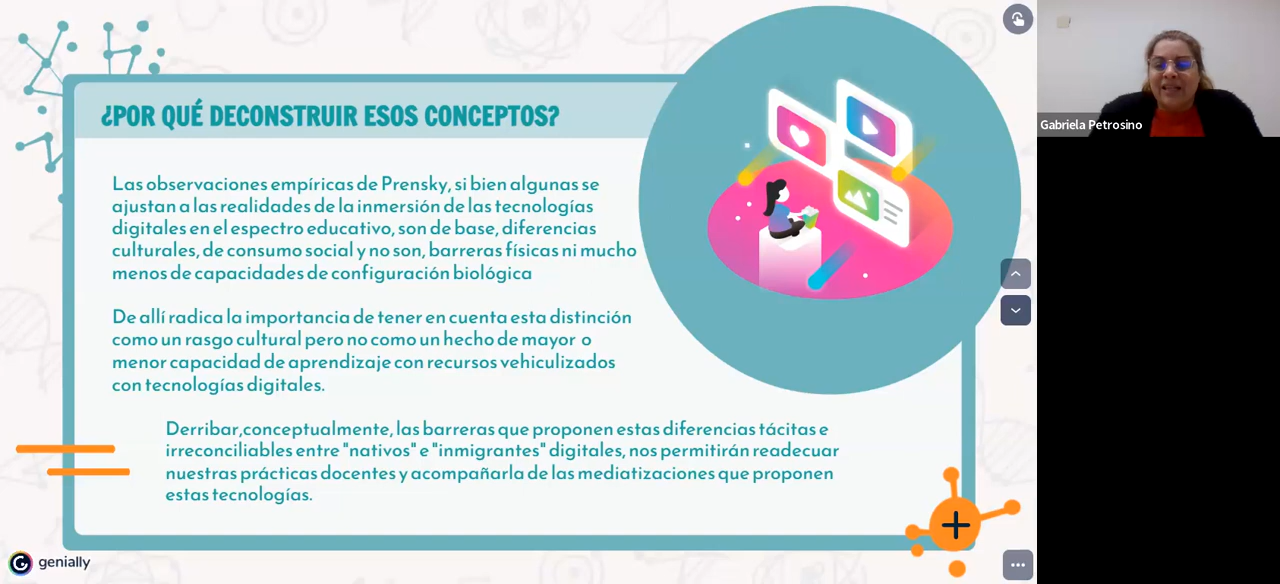 ¿POR QUÉ DECONSTRUIR ESOS CONCEPTOS?
Las observaciones empíricas de Prensky, si bien algunas se
ajustan a las realidades de la inmersión de las tecnologías
digitales en el espectro educativo, son de base, diferencias
culturales, de consumo social y no son, barreras físicas ni mucho
menos de capacidades de configuración biológica
De allí radica la importancia de tener en cuenta esta distinción
como un rasgo cultural pero no como un hecho de mayor o
menor capacidad de aprendizaje con recursos vehiculizados
con tecnologías digitales.
Derribar,conceptualmente, las barreras que proponen estas diferencias tácitas e
irreconciliables entre "nativos" e "inmigrantes" digitales, nos permitirán readecuar
nuestras prácticas docentes y acompañarla de las mediatizaciones que proponen
estas tecnologías.
genially
Gabriela Petrosino